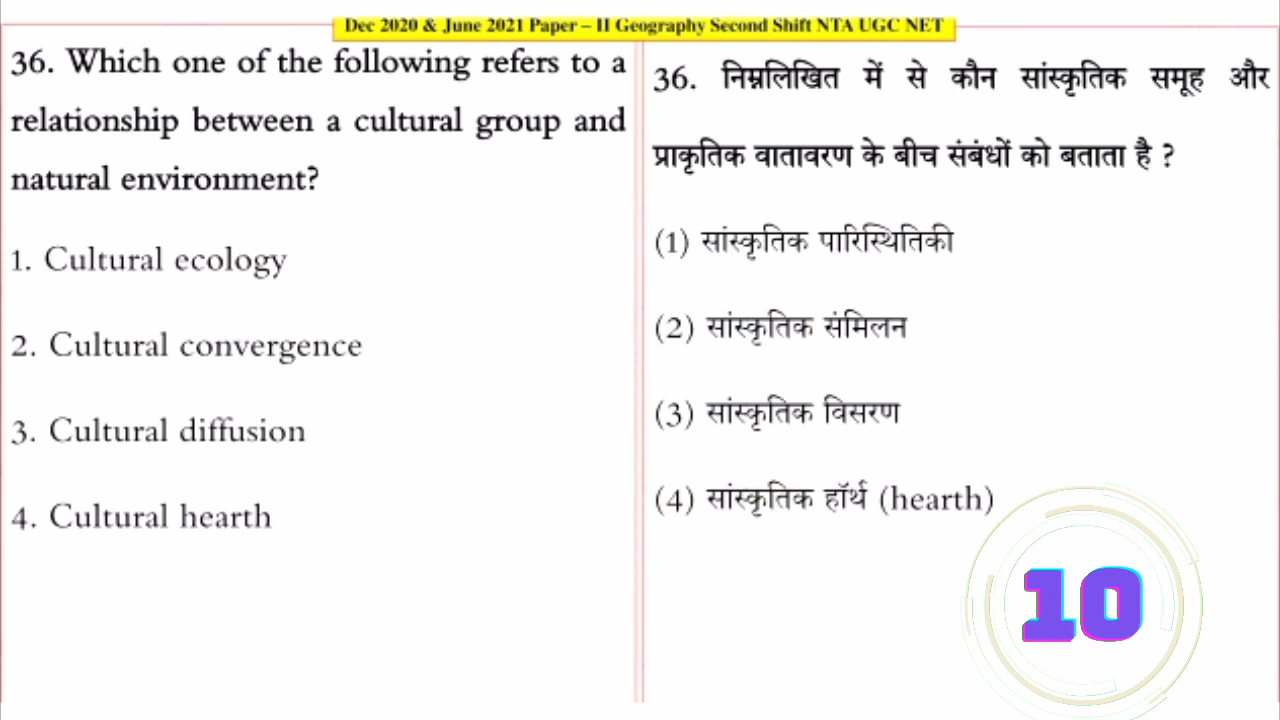 Dec 2020 & June 2021 Paper – II Geography Second Shift NTA UGC NET
36. Which one of the following refers to a
relationship between a cultural group and
natural environment?
1. Cultural ecology
2. Cultural convergence
3. Cultural diffusion
4. Cultural hearth
36. निम्नलिखित में से कौन सांस्कृतिक समूह और
प्राकृतिक वातावरण के बीच संबंधों को बताता है ?
(1) सांस्कृतिक पारिस्थितिकी
(2) सांस्कृतिक संमिलन
(3) सांस्कृतिक विसरण
(4) सांस्कृतिक हॉर्थ (hearth)
10